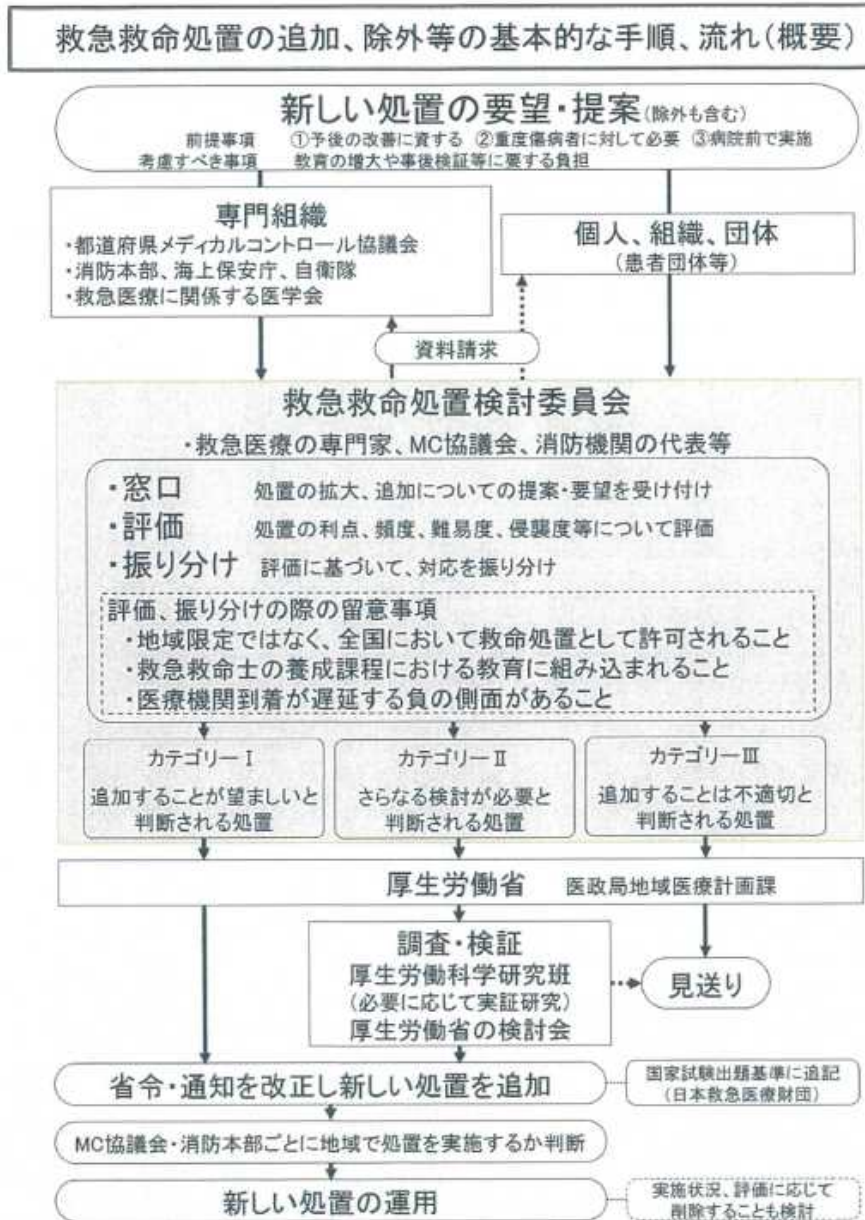 救急救命処置の追加、除外等の基本的な手順、流れ(概要)
新しい処置の要望・提案(除外も含む)
前提事項 ①予後の改善に資する ②重度傷病者に対して必要 ③病院前で実施
考慮すべき事項 教育の増大や事後検証等に要する負担
専門組織
・都道府県メディカルコントロール協議会
・消防本部、海上保安庁、自衛隊
・救急医療に関係する医学会
個人、組織、団体
(患者団体等)
資料請求
救急救命処置検討委員会
・救急医療の専門家、MC協議会、消防機関の代表等
・窓口 処置の拡大、追加についての提案・要望を受け付け
・評価 処置の利点、頻度、難易度、侵襲度等について評価
・振り分け 評価に基づいて、対応を振り分け
評価、振り分けの際の留意事項
・地域限定ではなく、全国において救命処置として許可されること
・救急救命士の養成課程における教育に組み込まれること
・医療機関到着が遅延する負の側面があること
カテゴリーⅠ
追加することが望ましいと
判断される処置
カテゴリーⅡ
さらなる検討が必要と
判断される処置
カテゴリーⅢ
追加することは不適切と
判断される処置
厚生労働省 医政局地域医療計画課
調査・検証
厚生労働科学研究班
(必要に応じて実証研究)
厚生労働省の検討会
見送り
省令・通知を改正し新しい処置を追加
国家試験出題基準に追記
(日本救急医療財団)
MC協議会・消防本部ごとに地域で処置を実施するか判断
新しい処置の運用
実施状況、評価に応じて
削除することも検討